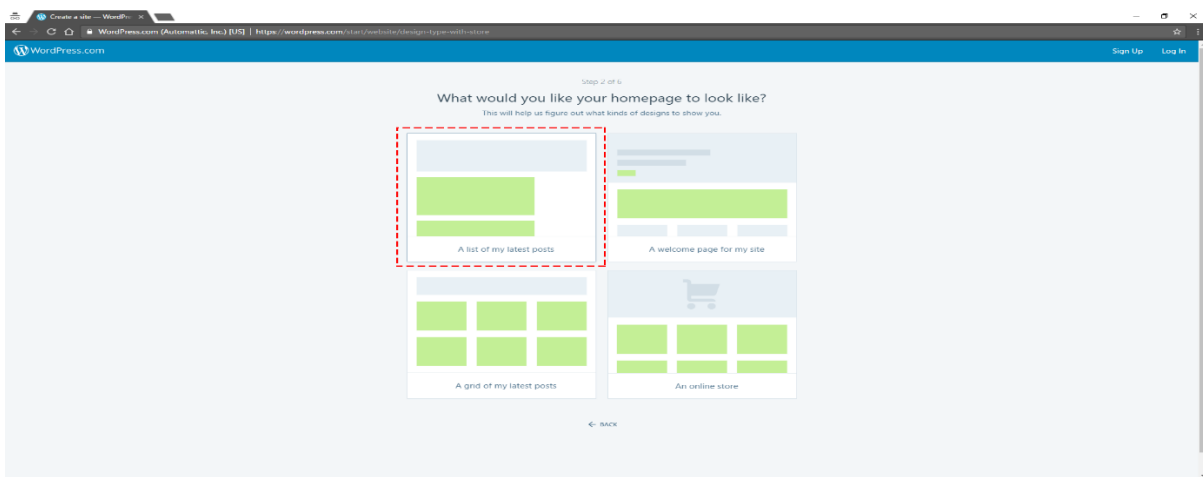 Create a site — WordPr
WordPress.com (Automattic, Inc.) [US] | https://wordpress.com/start/website/design-type-with-store
WordPress.com
Sign Up Log In
Step 2 of 6
What would you like your homepage to look like?
This will help us figure out what kinds of designs to show you.
A list of my latest posts
A welcome page for my site
A grid of my latest posts
An online store
← BACK